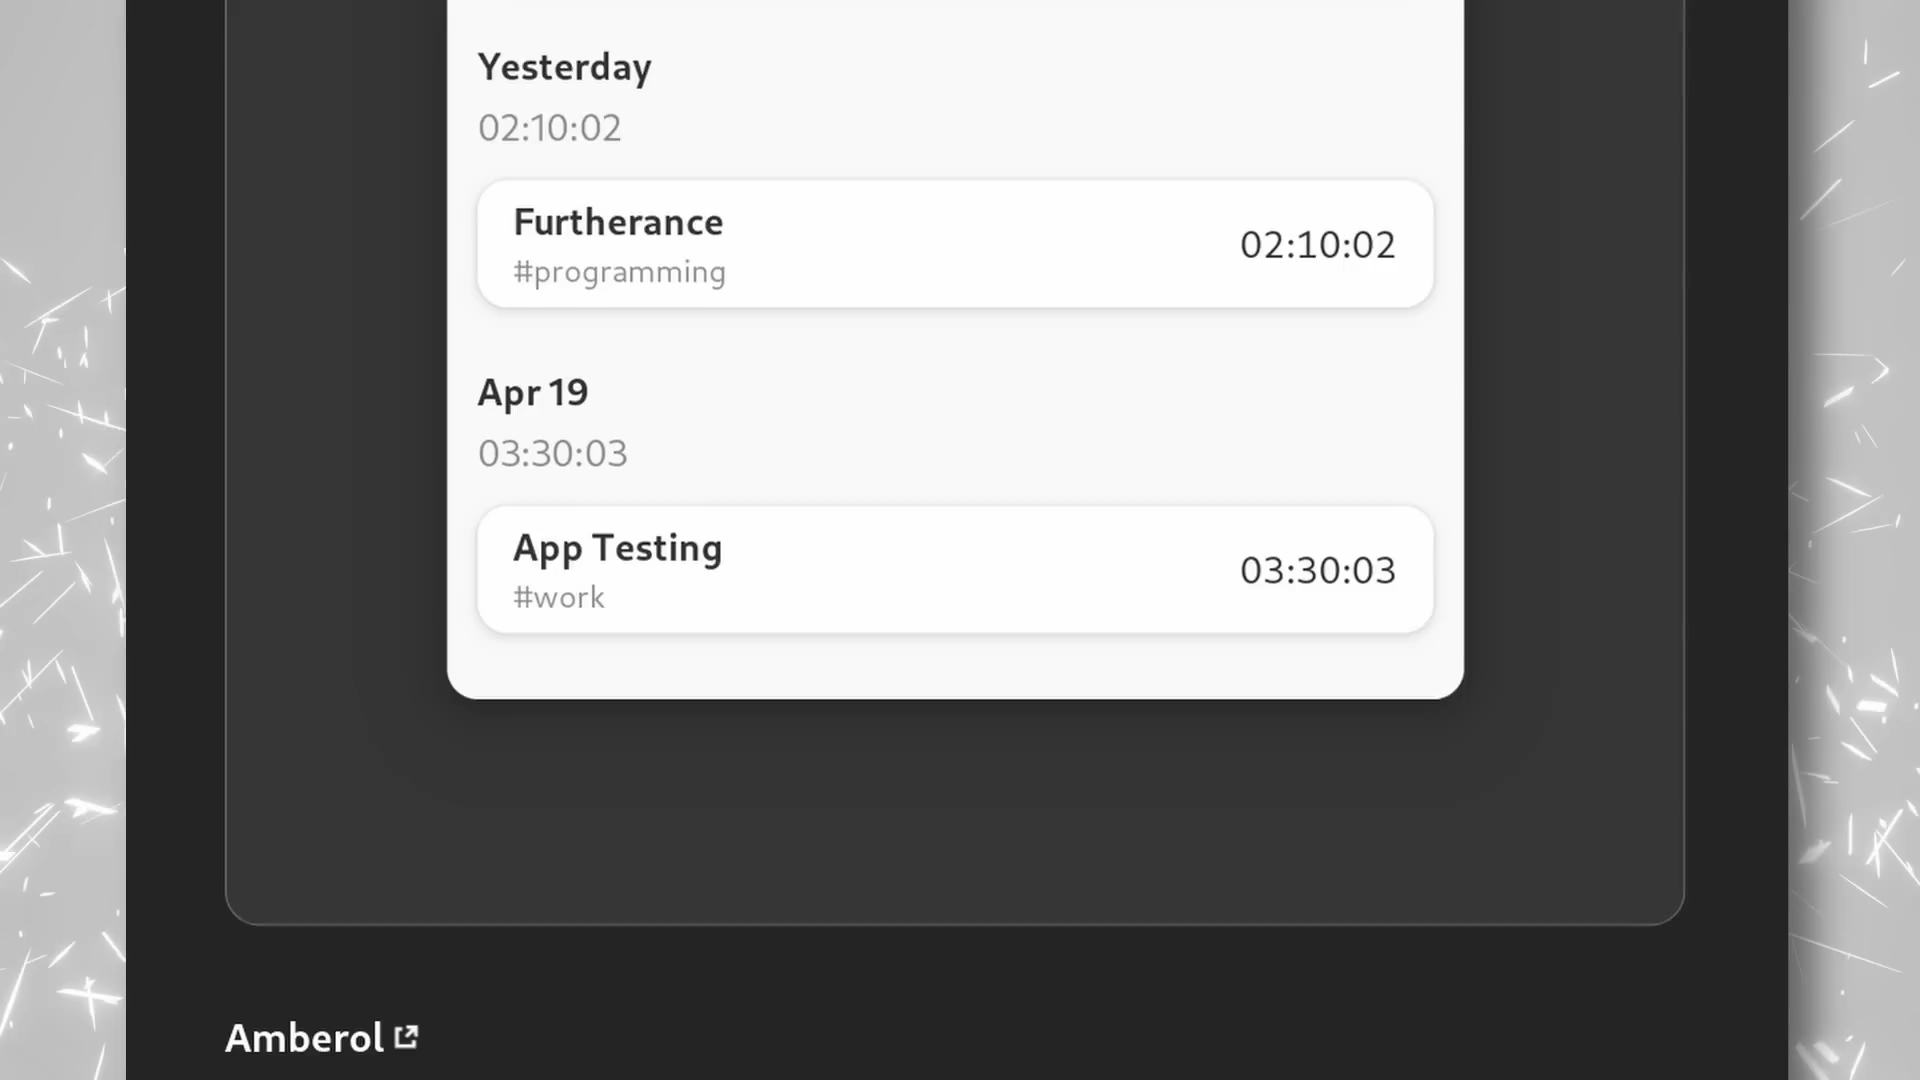 Yesterday
02:10:02
Furtherance
#programming
02:10:02
Apr 19
03:30:03
App Testing
#work
03:30:03
Amberol